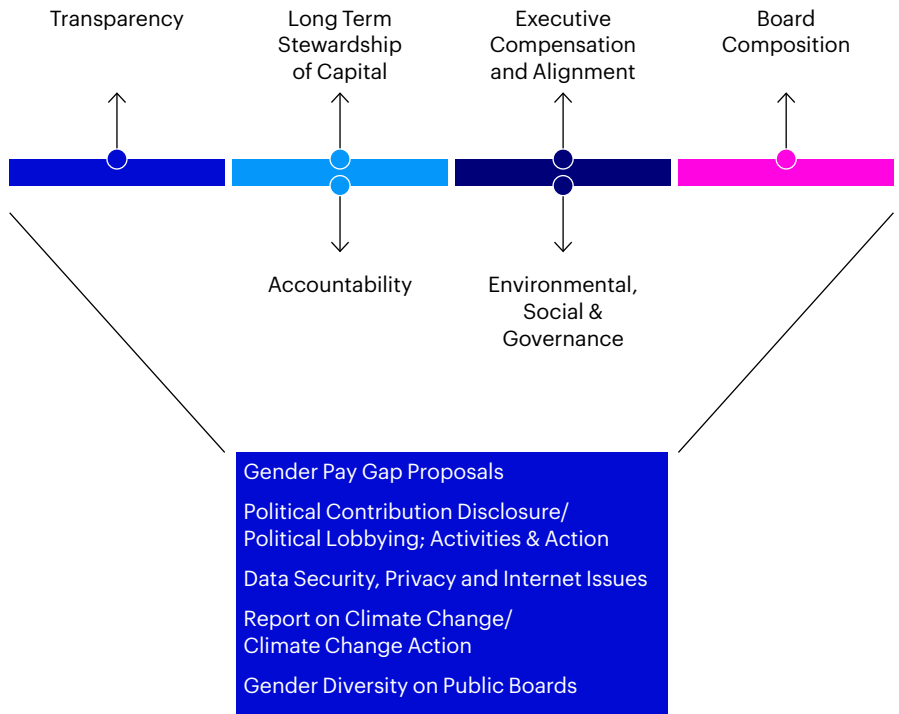 Transparency
Long Term
Stewardship
of Capital
Executive
Compensation
and Alignment
Board
Composition
Accountability
Environmental,
Social &
Governance
Gender Pay Gap Proposals
Political Contribution Disclosure/
Political Lobbying; Activities & Action
Data Security, Privacy and Internet Issues
Report on Climate Change/
Climate Change Action
Gender Diversity on Public Boards